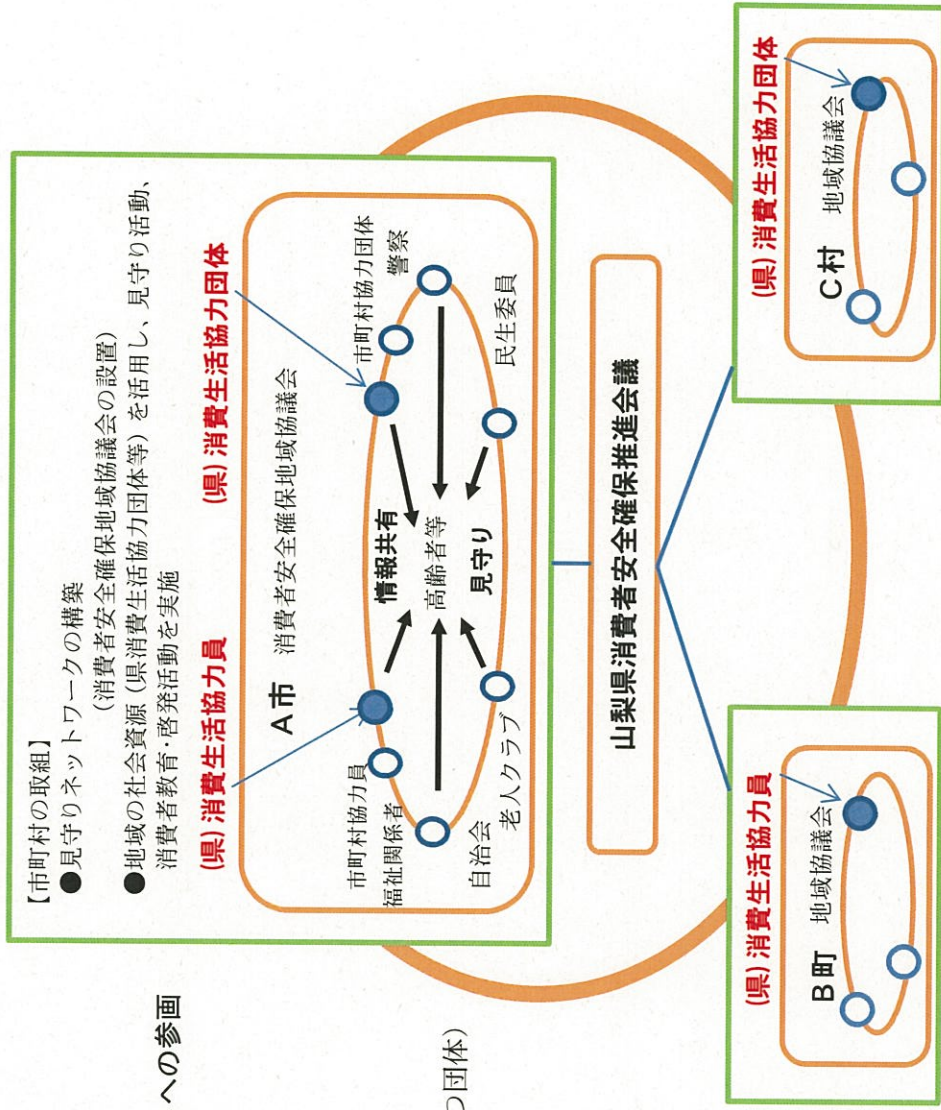 【市町村の取組】
●見守りネットワークの構築
(消費者安全確保地域協議会の設置)
●地域の社会資源(県消費生活協力団体等)を活用し、見守り活動、
消費者教育・啓発活動を実施
への参画
つ団体)
(県)消費生活協力員
(県)消費生活協力団体
A市 消費者安全確保地域協議会
市町村協力員
福祉関係者
市町村協力団体
警察
情報共有
高齢者等
見守り
自治会
老人クラブ
民生委員
山梨県消費者安全確保推進会議
(県)消費生活協力員
B町 地域協議会
(県)消費生活協力団体
C村 地域協議会